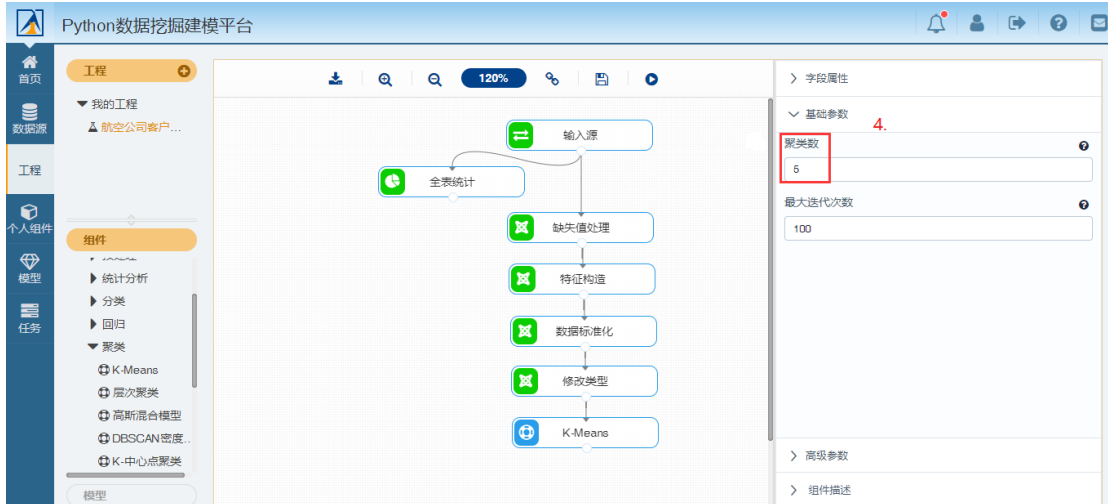 Python数据挖掘建模平台
首页
数据源
工程
个人组件
模型
任务
工程
我的工程
航空公司客户...
组件
统计分析
分类
回归
聚类
K-Means
层次聚类
高斯混合模型
DBSCAN密度..
K-中心点聚类
模型
120%
输入源
全表统计
缺失值处理
特征构造
数据标准化
修改类型
K-Means
字段属性
基础参数
4.
聚类数
5
最大迭代次数
100
高级参数
组件描述